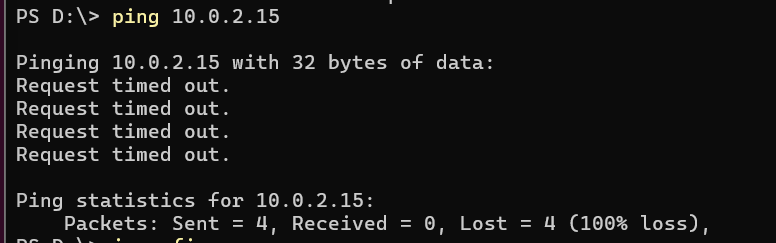 PS D:\> ping 10.0.2.15
Pinging 10.0.2.15 with 32 bytes of data:
Request timed out.
Request timed out.
Request timed out.
Request timed out.
Ping statistics for 10.0.2.15:
Packets: Sent = 4, Received = 0, Lost = 4 (100% loss),
PS D:\>